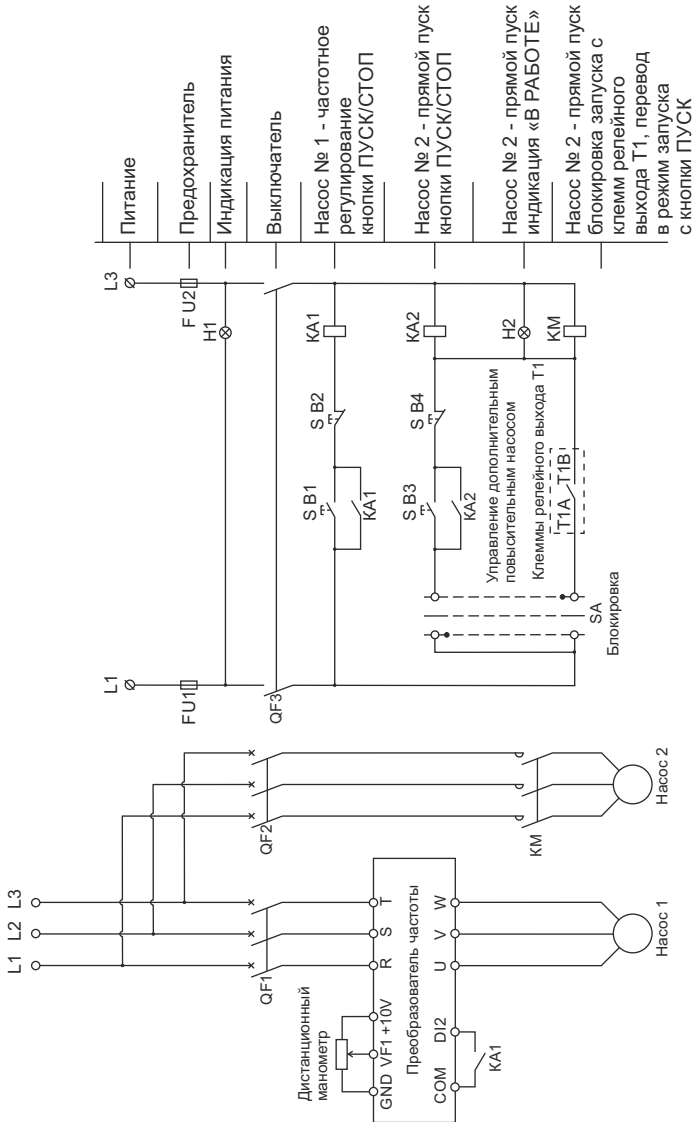 L1
L2
L3
QF1
QF2
Дистанционный
манометр
GND
VF1
+10V
R
S
T
Преобразователь частоты
COM
DI2
U
V
W
KA1
KM
Насос 1
Насос 2
L1
L3
FU1
F U2
H1
QF3
S B1
S B2
KA1
KA1
S B3
S B4
KA2
KA2
H2
Управление дополнительным
повысительным насосом
Клеммы релейного выхода T1
T1A
T1B
KM
SA
Блокировка
Питание
Предохранитель
Индикация питания
Выключатель
Насос № 1 - частотное
регулирование
кнопки ПУСК/СТОП
Насос № 2 - прямой пуск
кнопки ПУСК/СТОП
Насос № 2 - прямой пуск
индикация «В РАБОТЕ»
Насос № 2 - прямой пуск
блокировка запуска с
клемм релейного
выхода T1, перевод
в режим запуска
с кнопки ПУСК